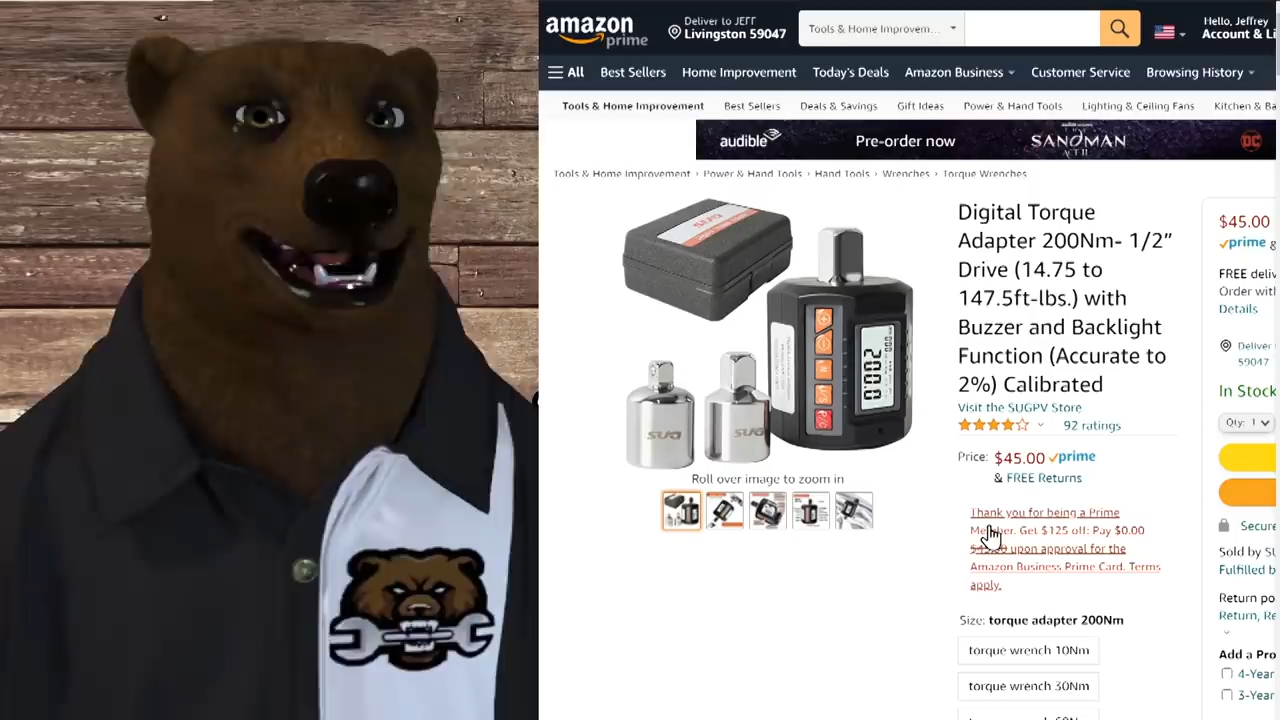 amazon
prime
Deliver to JEFF
Livingston 59047
Tools & Home Improvem...
Hello, Jeffrey
Account & Li
All
Best Sellers
Home Improvement
Today's Deals
Amazon Business
Customer Service
Browsing History
Tools & Home Improvement
Best Sellers
Deals & Savings
Gift Ideas
Power & Hand Tools
Lighting & Ceiling Fans
Kitchen & Ba
audible
Pre-order now
SANDMAN
ACT II
DC
Tools & Home Improvement › Power & Hand Tools › Hand Tools › Wrenches › Torque Wrenches
Digital Torque
Adapter 200Nm- 1/2”
Drive (14.75 to
147.5ft-lbs.) with
Buzzer and Backlight
Function (Accurate to
2%) Calibrated
Visit the SUGPV Store
92 ratings
Price: $45.00 prime
& FREE Returns
Thank you for being a Prime
Get $125 off: Pay $0.00
upon approval for the
Amazon Business Prime Card. Terms
apply.
Size: torque adapter 200Nm
torque wrench 10Nm
torque wrench 30Nm
Roll over image to zoom in
$45.00
prime
FREE deliv
Order wit
Details
Deliver
59047
In Stock
Qty: 1
Secure
Sold by SU
Fulfilled b
Return po
Return, Re
Add a Pro
4-Year
3-Year